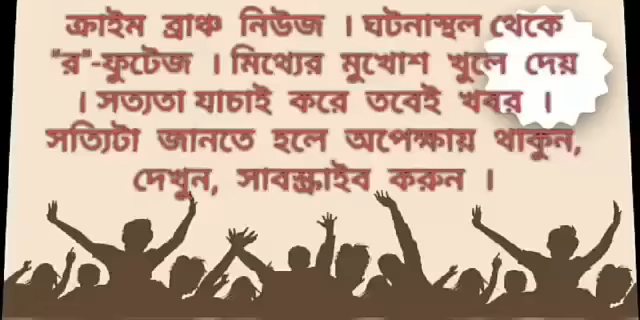 ক্রাইম ব্রাঞ্চ নিউজ । ঘটনাস্থল থেকে
"র"-ফুটেজ । মিথ্যের মুখোশ খুলে দেয়
। সত্যতা যাচাই করে তবেই খবর ।
সত্যিটা জানতে হলে অপেক্ষায় থাকুন,
দেখুন, সাবস্ক্রাইব করুন ।